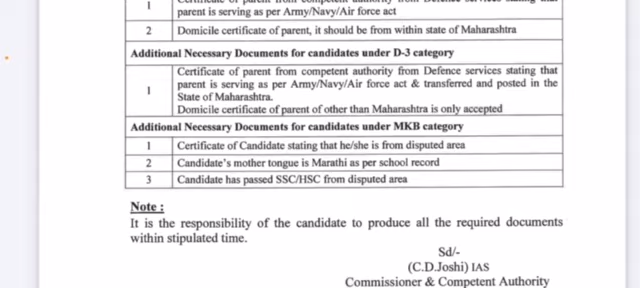 1 parent is serving as per Army/Navy/Air force act
2 Domicile certificate of parent, it should be from within state of Maharashtra
Additional Necessary Documents for candidates under D-3 category
Certificate of parent from competent authority from Defence services stating that
1 parent is serving as per Army/Navy/Air force act & transferred and posted in the
State of Maharashtra.
Domicile certificate of parent of other than Maharashtra is only accepted
Additional Necessary Documents for candidates under MKB category
1 Certificate of Candidate stating that he/she is from disputed area
2 Candidate's mother tongue is Marathi as per school record
3 Candidate has passed SSC/HSC from disputed area
Note :
It is the responsibility of the candidate to produce all the required documents
within stipulated time.
Sd/-
(C.D.Joshi) IAS
Commissioner & Competent Authority